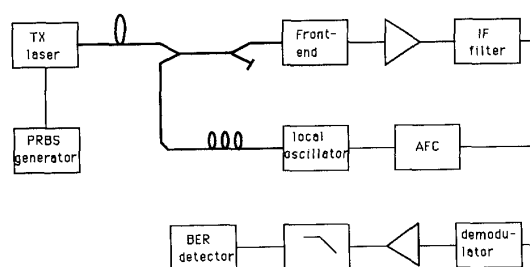 TX
laser
Front-
end
IF
filter
PRBS
generator
local
oscillator
AFC
BER
detector
demodu-
lator